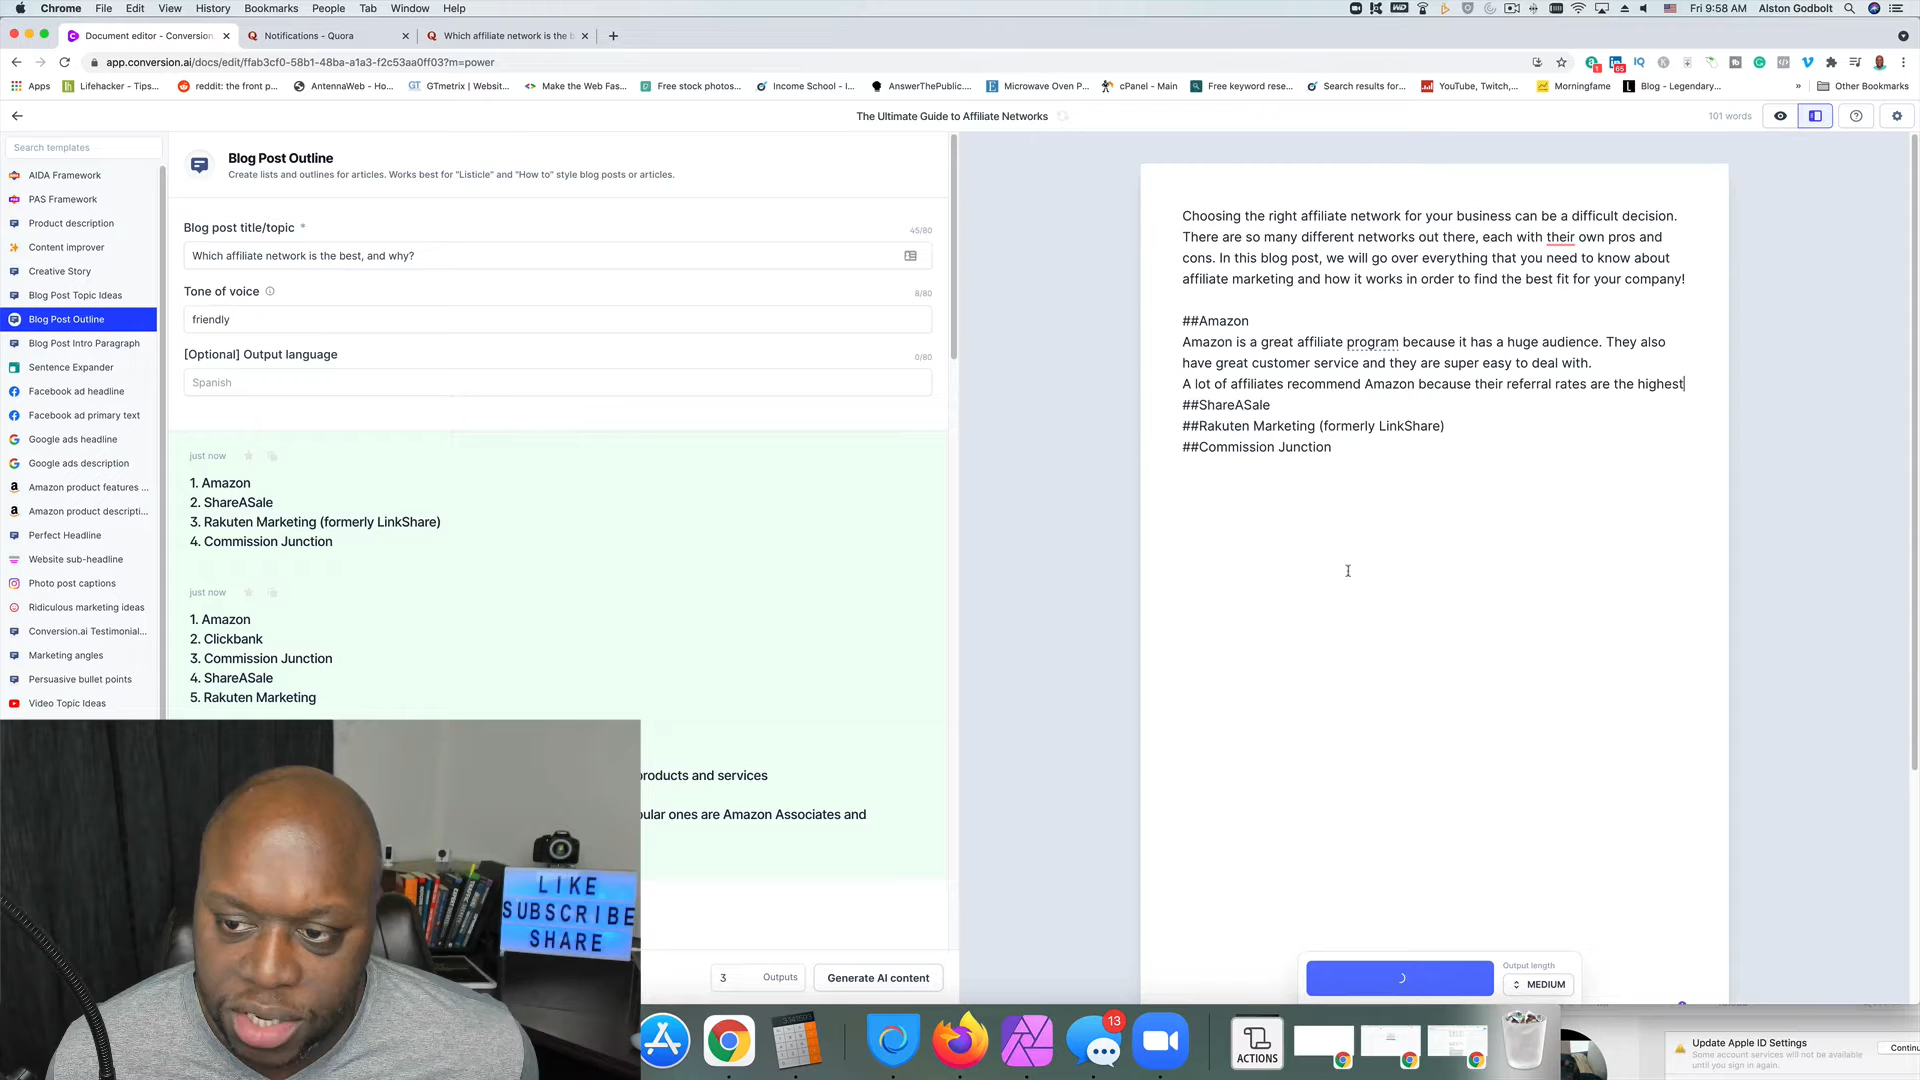 Chrome File Edit View History Bookmarks People Tab Window Help
Fri 9:58 AM Alston Godbolt
Document editor - Conversion.
Notifications - Quora
Which affiliate network is the b
app.conversion.ai/docs/edit/ffab3cf0-58b1-48ba-a1a3-f2c53aa0ff03?m=power
Apps
Lifehacker - Tips...
reddit: the front p...
AntennaWeb - Ho...
GTmetrix | Websit...
Make the Web Fas...
Free stock photos...
Income School - I...
AnswerThePublic....
Microwave Oven P...
cPanel - Main
Free keyword rese...
Search results for...
YouTube, Twitch,...
Morningfame
Blog - Legendary...
»
Other Bookmarks
The Ultimate Guide to Affiliate Networks
101 words
Search templates
AIDA Framework
PAS Framework
Product description
Content improver
Creative Story
Blog Post Topic Ideas
Blog Post Outline
Blog Post Intro Paragraph
Sentence Expander
Facebook ad headline
Facebook ad primary text
Google ads headline
Google ads description
Amazon product features ...
Amazon product descripti...
Perfect Headline
Website sub-headline
Photo post captions
Ridiculous marketing ideas
Conversion.ai Testimonial...
Marketing angles
Persuasive bullet points
Video Topic Ideas
Blog Post Outline
Create lists and outlines for articles. Works best for "Listicle" and "How to" style blog posts or articles.
Blog post title/topic *
45/80
Which affiliate network is the best, and why?
Tone of voice
8/80
friendly
[Optional] Output language
0/80
Spanish
just now
1. Amazon
2. ShareASale
3. Rakuten Marketing (formerly LinkShare)
4. Commission Junction
just now
1. Amazon
2. Clickbank
3. Commission Junction
4. ShareASale
5. Rakuten Marketing
products and services
ular ones are Amazon Associates and
3 Outputs
Generate AI content
Choosing the right affiliate network for your business can be a difficult decision.
There are so many different networks out there, each with their own pros and
cons. In this blog post, we will go over everything that you need to know about
affiliate marketing and how it works in order to find the best fit for your company!
##Amazon
Amazon is a great affiliate program because it has a huge audience. They also
have great customer service and they are super easy to deal with.
A lot of affiliates recommend Amazon because their referral rates are the highest
##ShareASale
##Rakuten Marketing (formerly LinkShare)
##Commission Junction
Output length
MEDIUM
LIKE
SUBSCRIBE
SHARE
13
ACTIONS
Update Apple ID Settings
Some account services will not be available
until you sign in again.
Continu